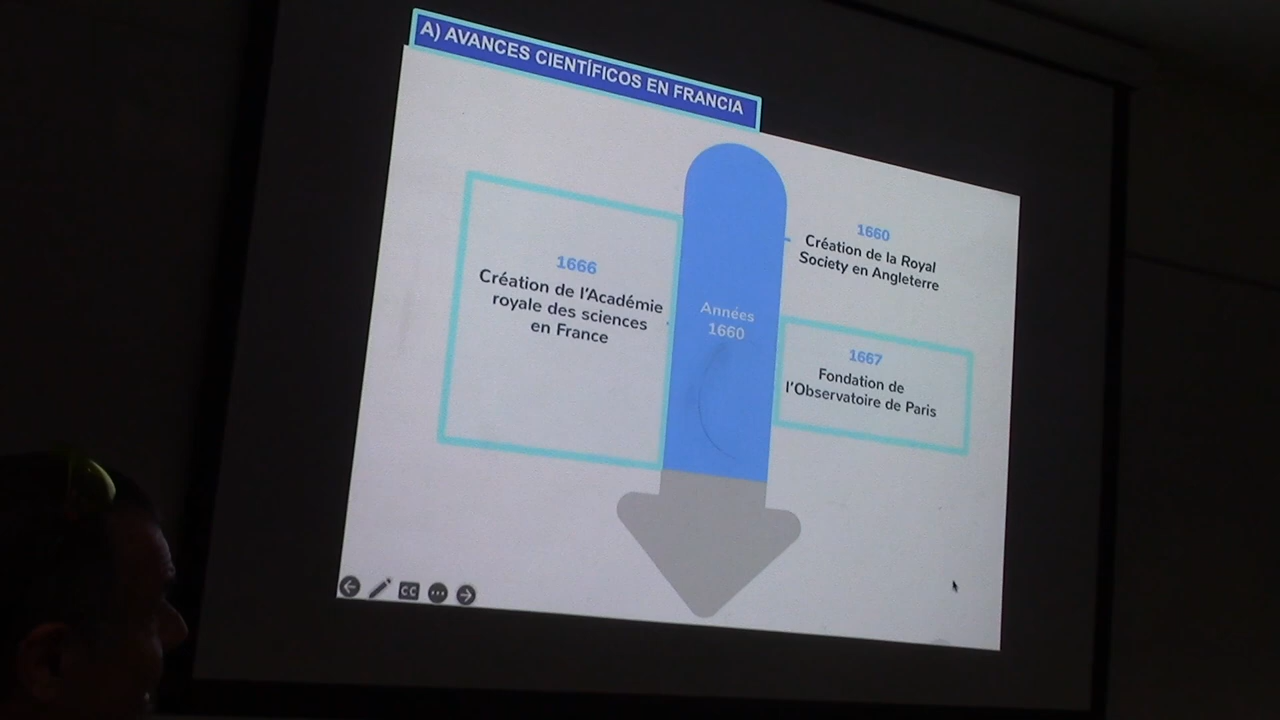 A) AVANCES CIENTÍFICOS EN FRANCIA
1660
Création de la Royal
Society en Angleterre
1666
Création de l'Académie
royale des sciences
en France
Années
1660
1667
Fondation de
l'Observatoire de Paris
CC